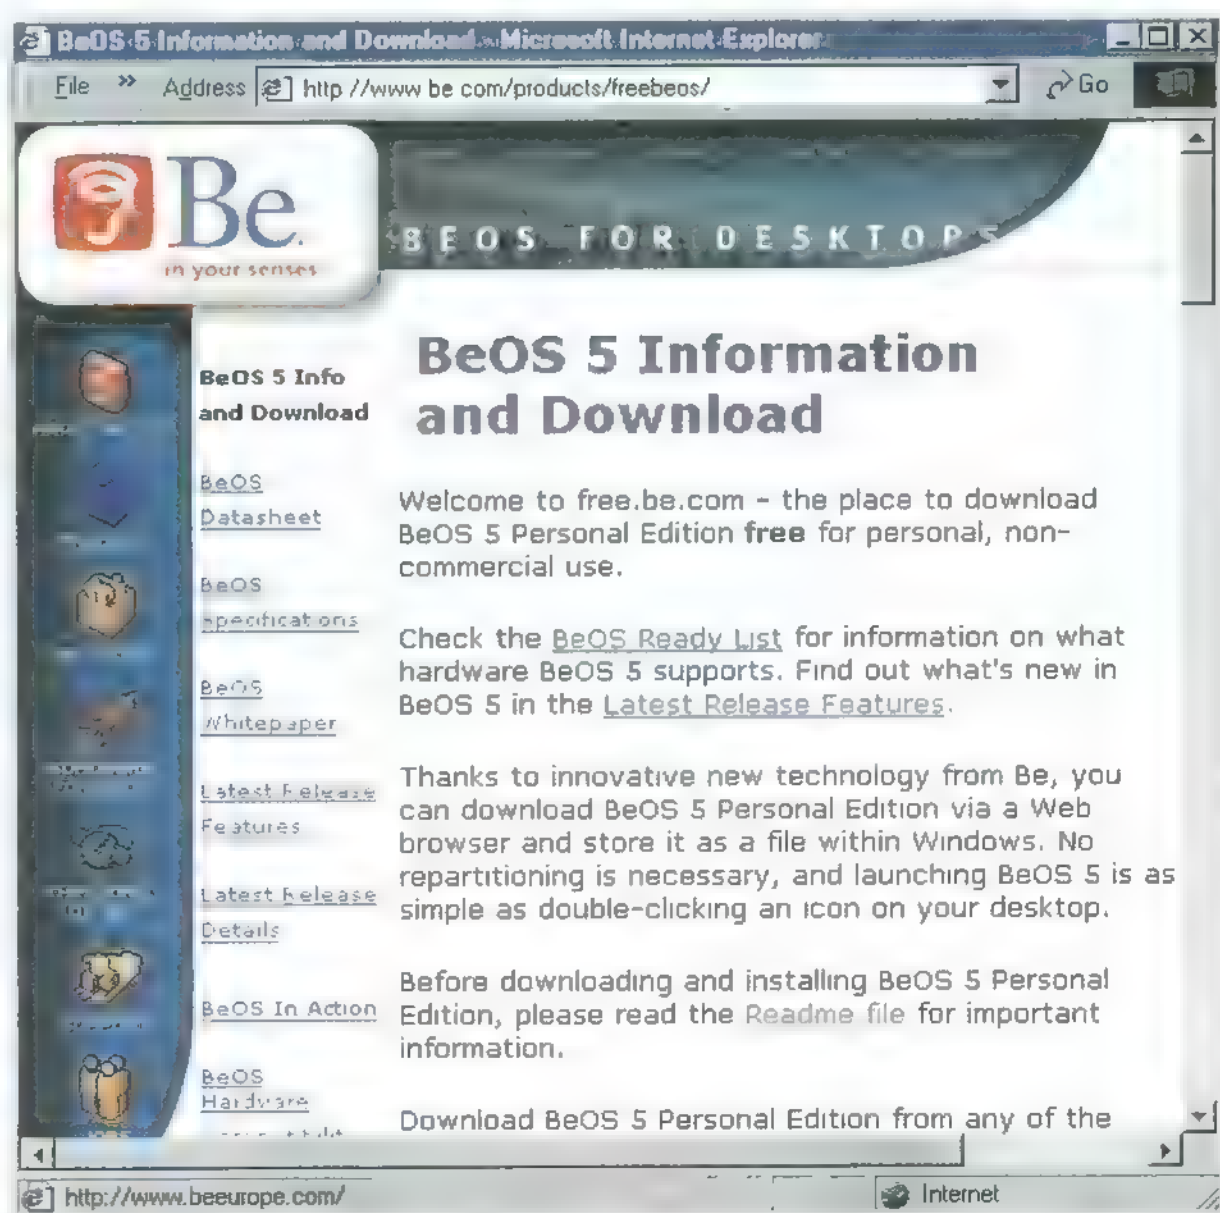 BeOS 5 Information and Download - Microsoft Internet Explorer
File » Address http://www be com/products/freebeos/ Go
Be.
in your senses
BEOS FOR DESKTOPS
BeOS 5 Info
and Download
BeOS
Datasheet
BeOS
Specifications
BeOS
Whitepaper
Latest Release
Features
Latest Release
Details
BeOS In Action
BeOS
Hardware
BeOS 5 Information
and Download
Welcome to free.be.com – the place to download
BeOS 5 Personal Edition free for personal, non-
commercial use.
Check the BeOS Ready List for information on what
hardware BeOS 5 supports. Find out what's new in
BeOS 5 in the Latest Release Features.
Thanks to innovative new technology from Be, you
can download BeOS 5 Personal Edition via a Web
browser and store it as a file within Windows. No
repartitioning is necessary, and launching BeOS 5 is as
simple as double-clicking an icon on your desktop.
Before downloading and installing BeOS 5 Personal
Edition, please read the Readme file for important
information.
Download BeOS 5 Personal Edition from any of the
http://www.beeurope.com/
Internet